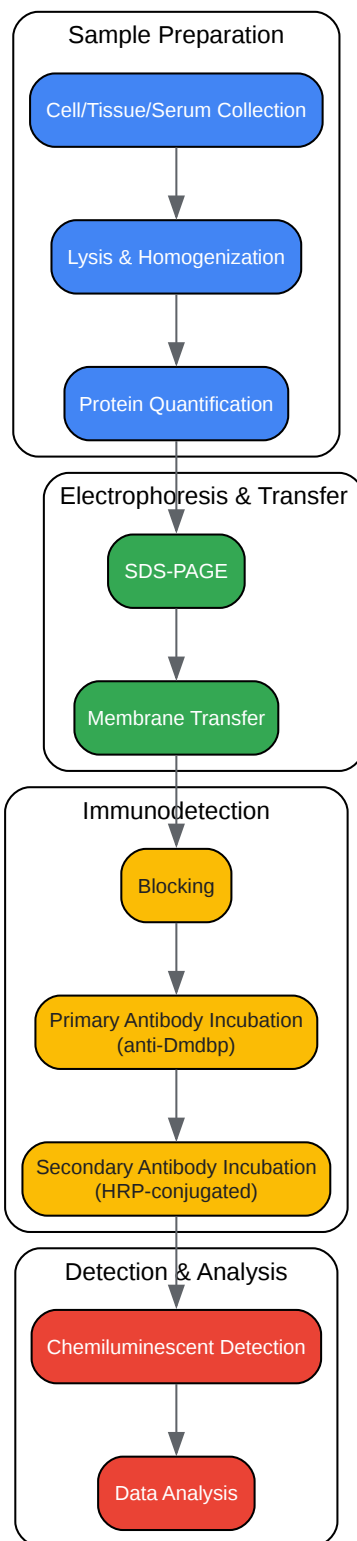 Sample Preparation
Cell/Tissue/Serum Collection
Lysis & Homogenization
Protein Quantification
Electrophoresis & Transfer
SDS-PAGE
Membrane Transfer
Immunodetection
Blocking
Primary Antibody Incubation
(anti-Dmdbp)
Secondary Antibody Incubation
(HRP-conjugated)
Detection & Analysis
Chemiluminescent Detection
Data Analysis